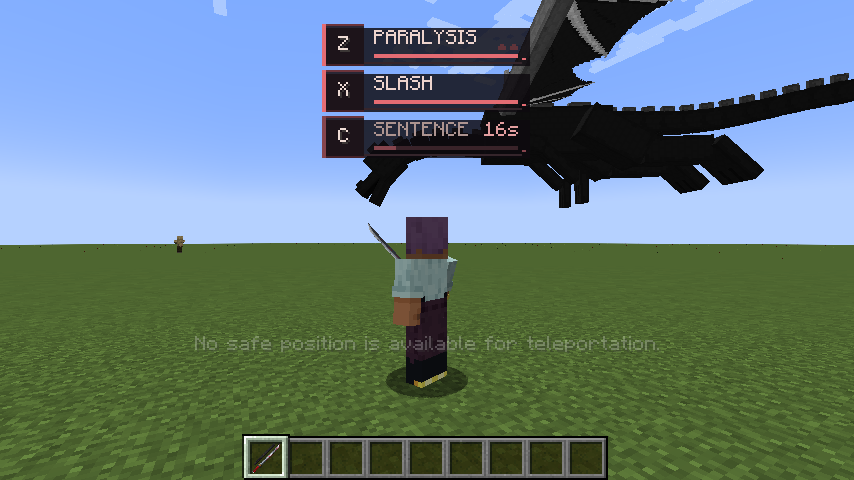 Z PARALYSIS
X SLASH
C SENTENCE 16s
No safe position is available for teleportation.